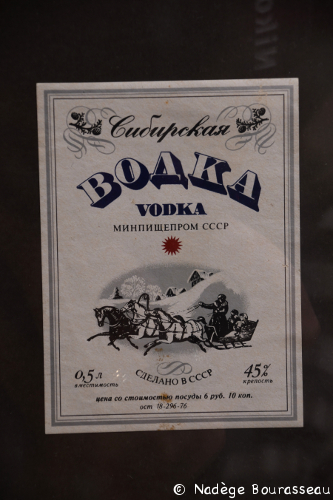 Сибирская
ВОДКА
VODKA
МИНПИЩЕПРОМ СССР
СДЕЛАНО В СССР
0,5 л
вместимость
45%
крепость
цена со стоимостью посуды 6 руб. 10 коп.
ост 18-296-76
© Nadège Bourasseau